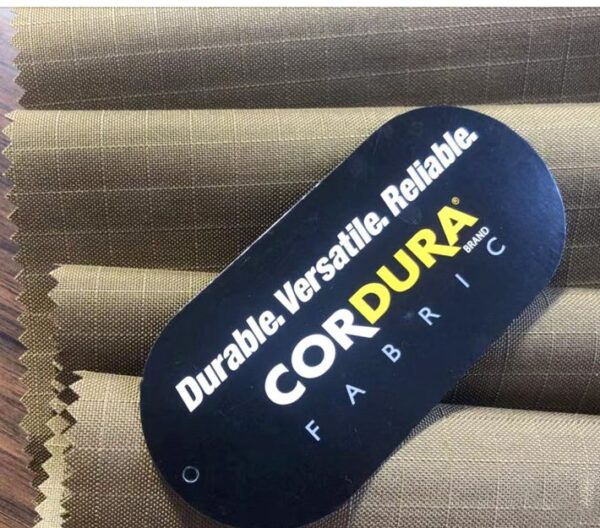 Durable. Versatile. Reliable.
CORDURA®
BRAND
FABRIC